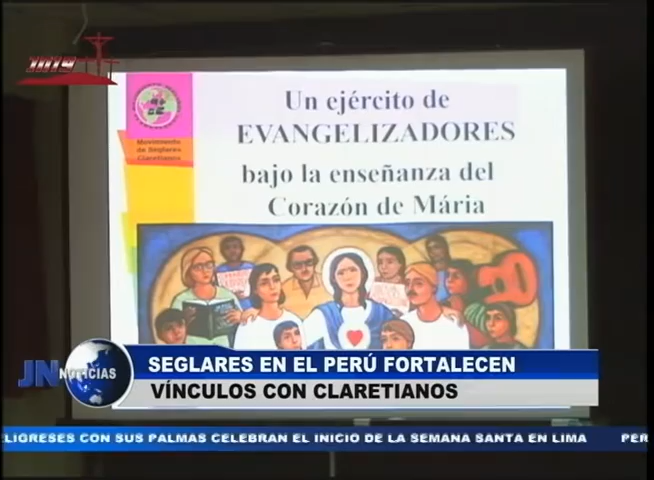 1019
Un ejército de
EVANGELIZADORES
bajo la enseñanza del
Corazón de Mária
Movimiento
de Seglares
Claretianos
JN NOTICIAS
SEGLARES EN EL PERÚ FORTALECEN
VÍNCULOS CON CLARETIANOS
ELIGRESES CON SUS PALMAS CELEBRAN EL INICIO DE LA SEMANA SANTA EN LIMA PER